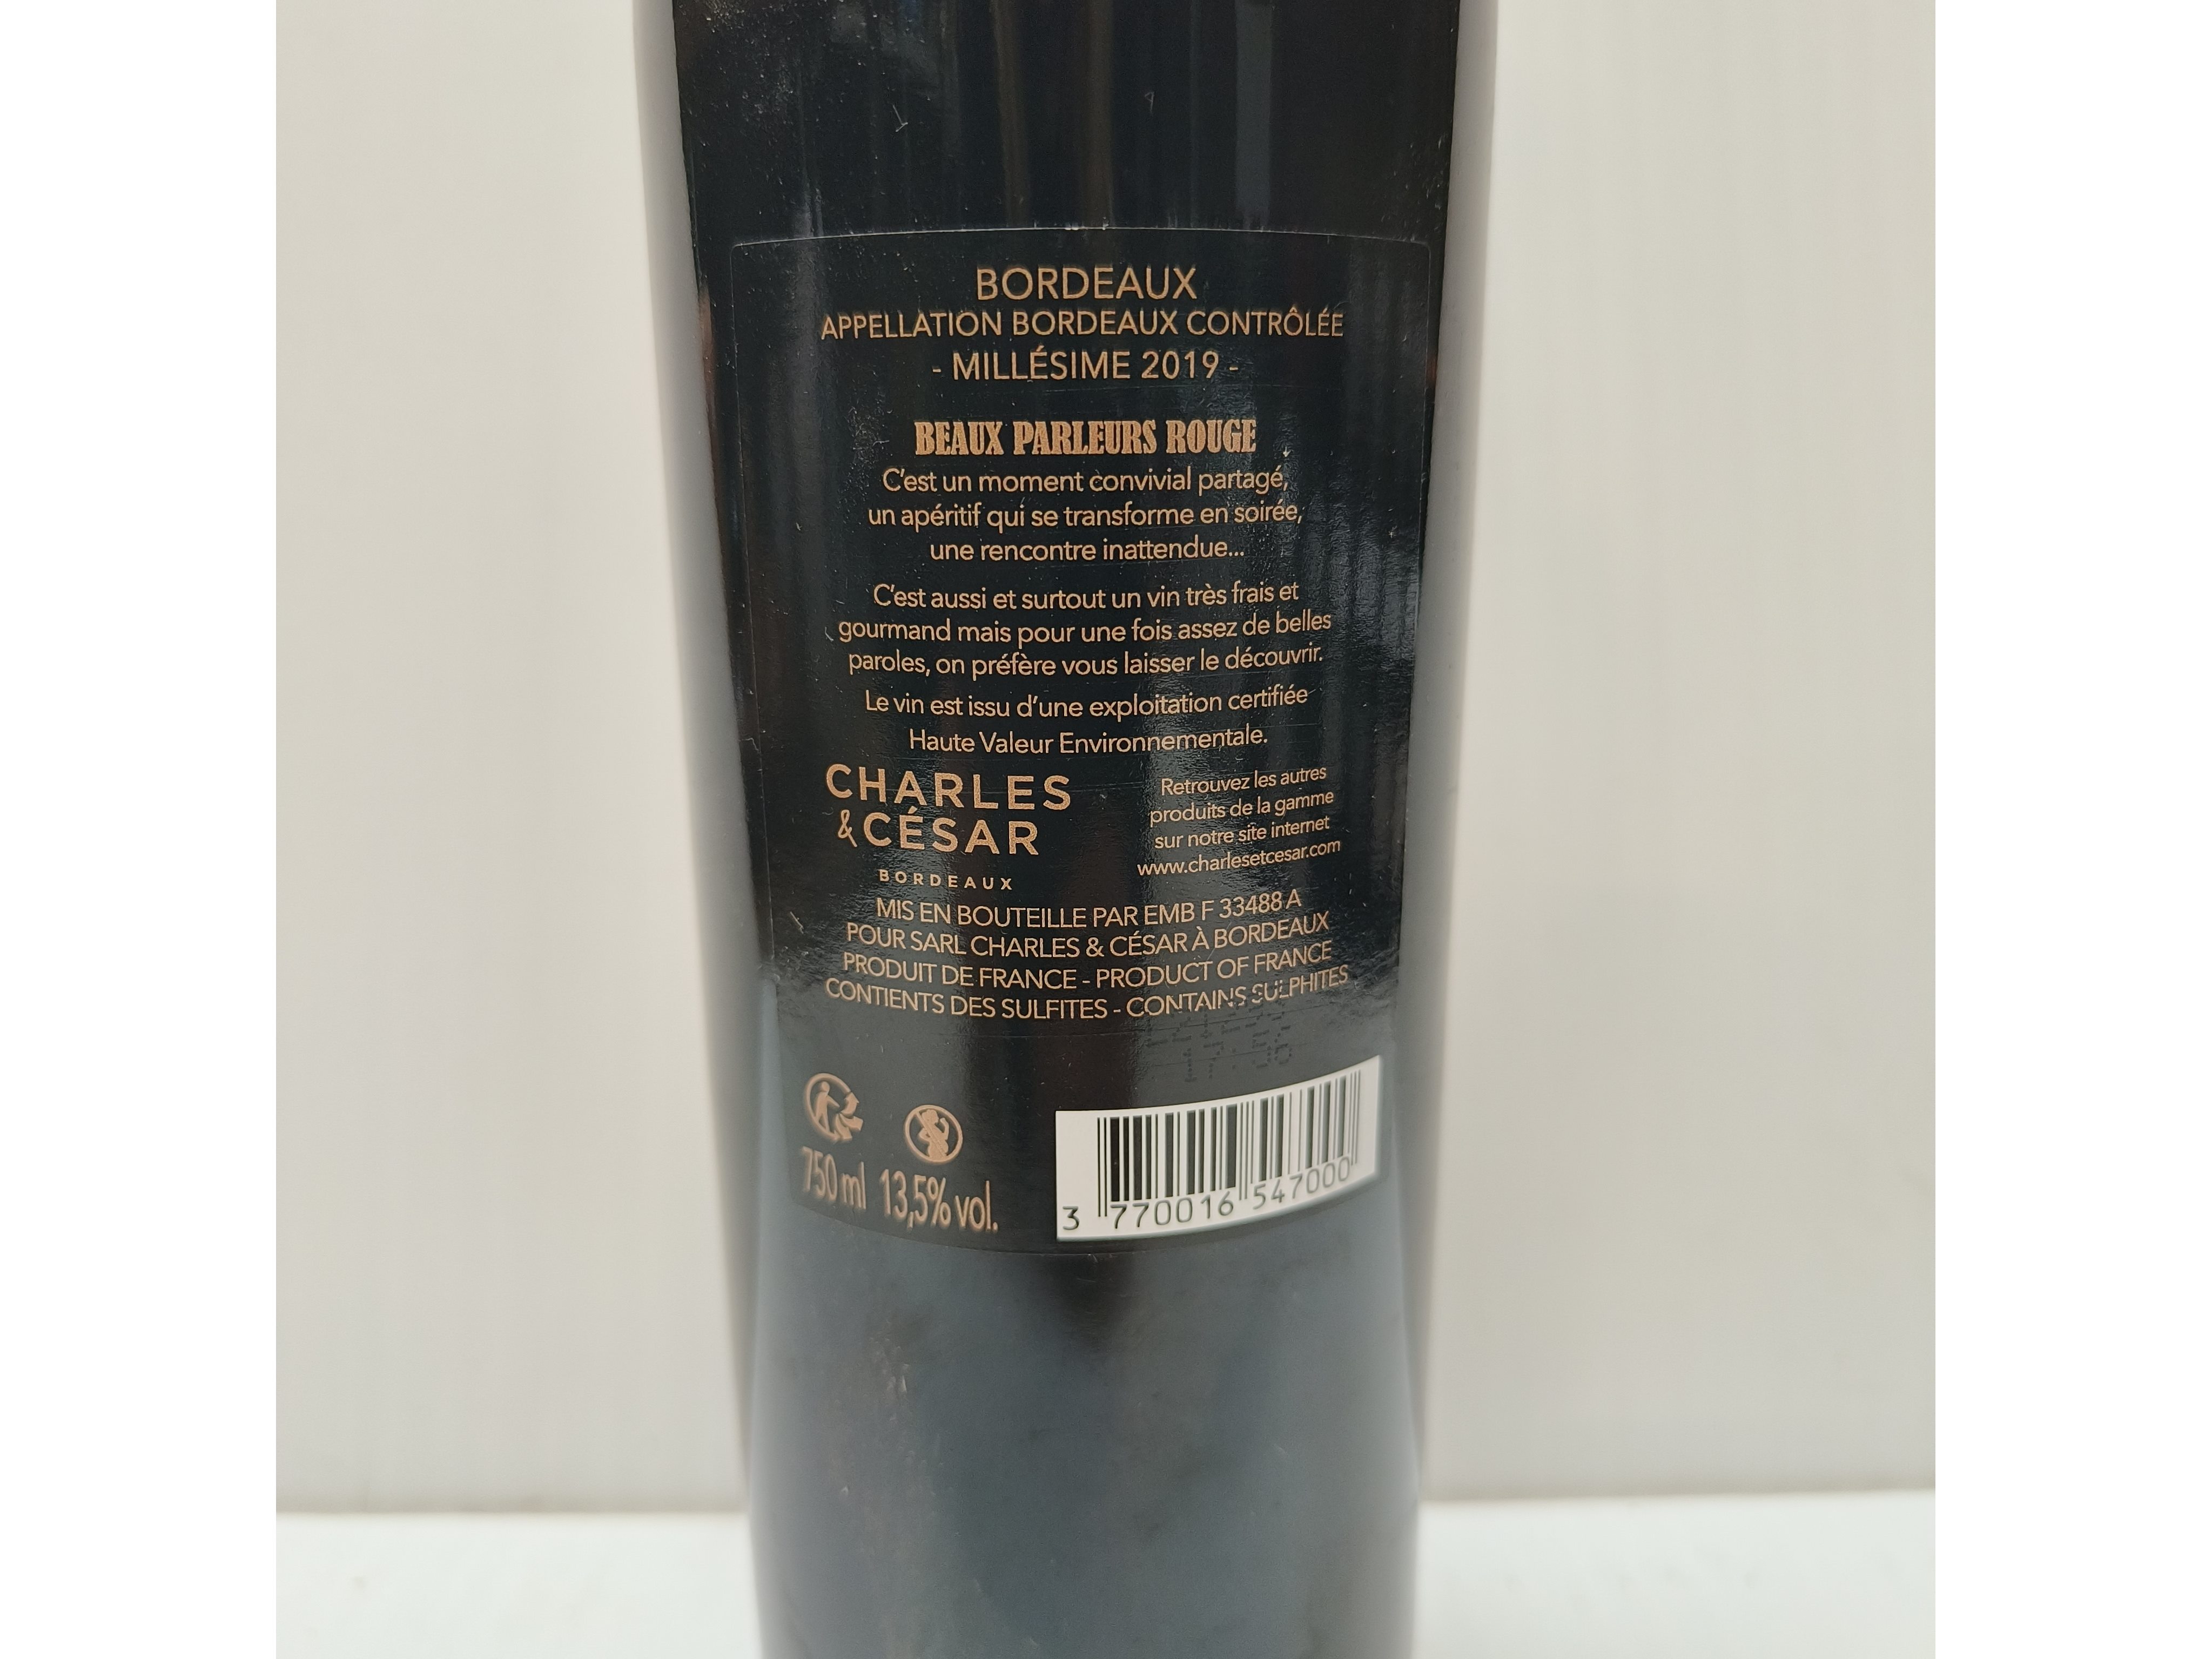 BORDEAUX
APPELLATION BORDEAUX CONTRÔLÉE
- MILLÉSIME 2019 -
BEAUX PARLEURS ROUGE
C'est un moment convivial partagé,
un apéritif qui se transforme en soirée,
une rencontre inattendue...
C'est aussi et surtout un vin très frais et
gourmand mais pour une fois assez de belles
paroles, on préfère vous laisser le découvrir.
Le vin est issu d'une exploitation certifiée
Haute Valeur Environnementale.
CHARLES
& CÉSAR
BORDEAUX
Retrouvez les autres
produits de la gamme
sur notre site internet
www.charlesetcesar.com
MIS EN BOUTEILLE PAR EMB F 33488 A
POUR SARL CHARLES & CÉSAR À BORDEAUX
PRODUIT DE FRANCE - PRODUCT OF FRANCE
CONTIENTS DES SULFITES - CONTAINS SULPHITES
750 ml 13,5% vol.
3 770016 547000